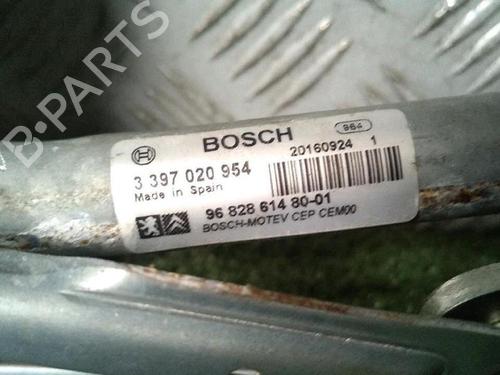 B-PARTS
BOSCH
964
3 397 020 954
20160924 1
Made in Spain
96 828 614 80-01
BOSCH-MOTEV CEP CEM00